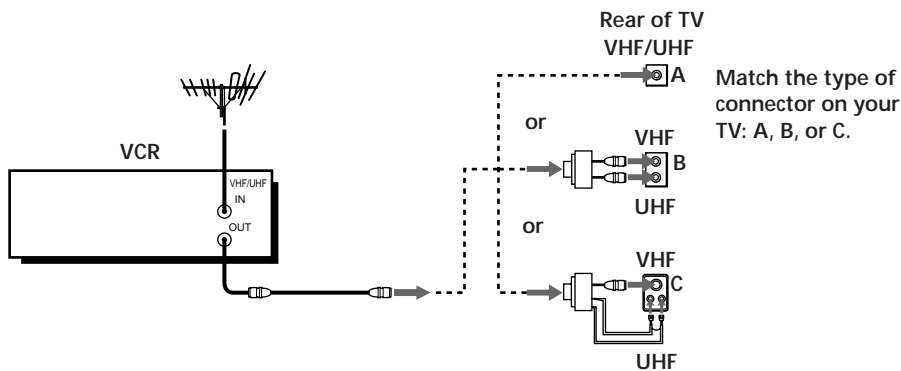 Rear of TV
VHF/UHF
A
Match the type of
connector on your
TV: A, B, or C.
or
VCR
VHF
B
VHF/UHF
IN
UHF
OUT
or
VHF
C
UHF